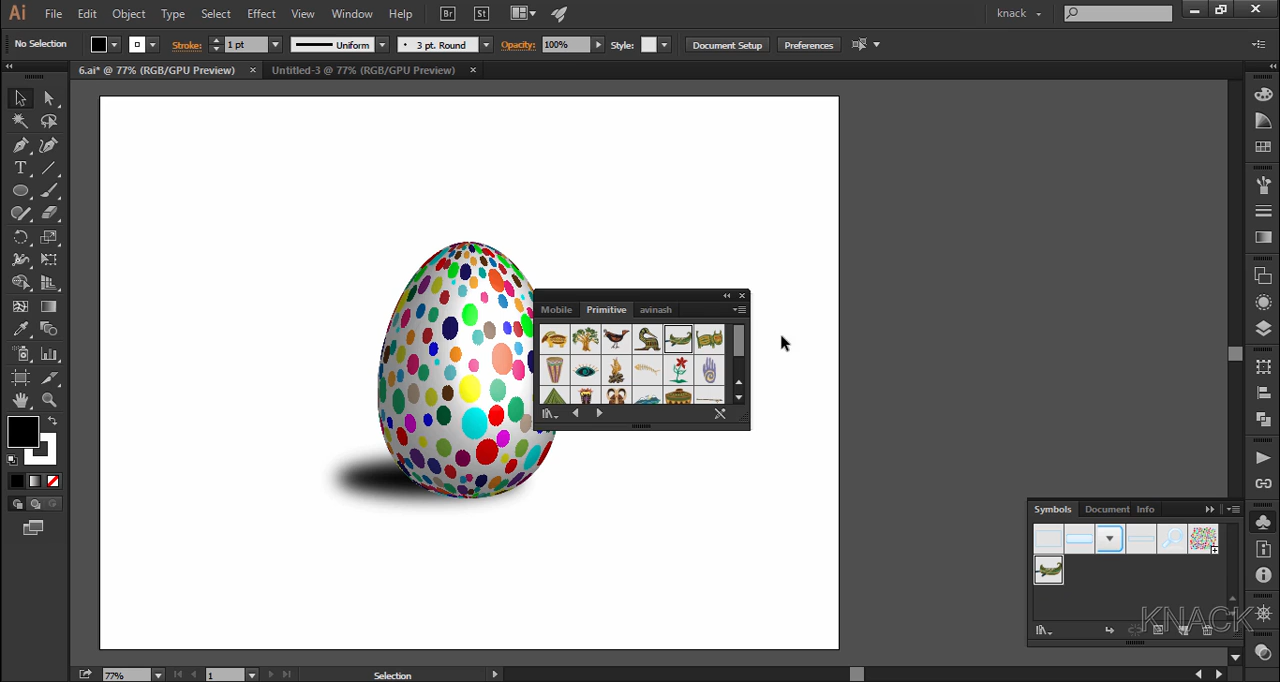 Ai File Edit Object Type Select Effect View Window Help Br St knack
No Selection Stroke: 1 pt Uniform 3 pt. Round Opacity: 100% Style: Document Setup Preferences
6.ai* @ 77% (RGB/GPU Preview) × Untitled-3 @ 77% (RGB/GPU Preview) ×
Mobile Primitive avinash
Symbols Document Info
KNACK
77% 1 Selection